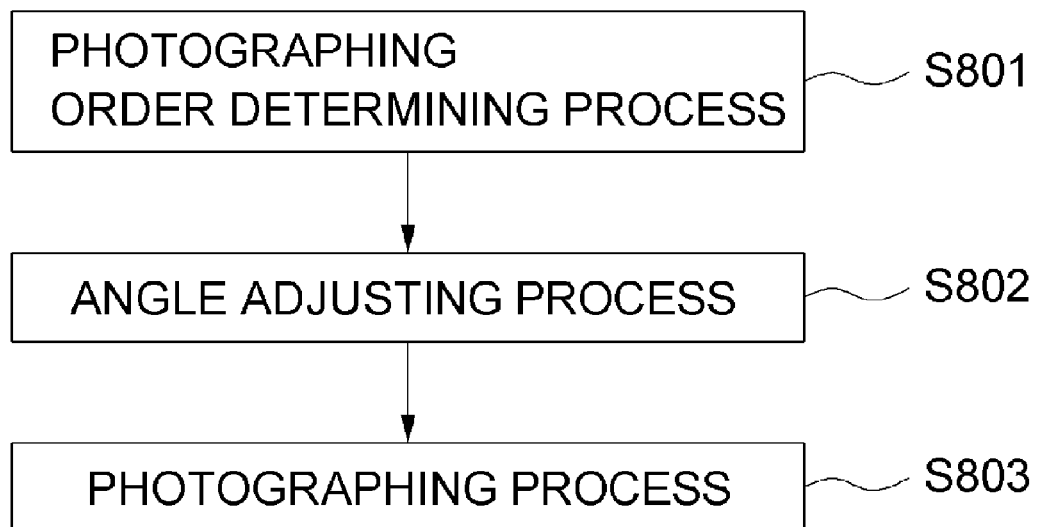 PHOTOGRAPHING
ORDER DETERMINING PROCESS
S801
ANGLE ADJUSTING PROCESS
S802
PHOTOGRAPHING PROCESS
S803